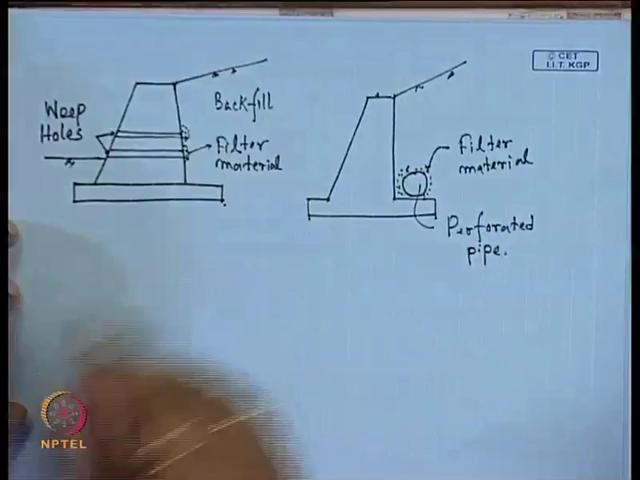 © CET
I.I.T. KGP
Weep
Holes
Back-fill
Filter
material
Filter
material
Perforated
pipe.
NPTEL